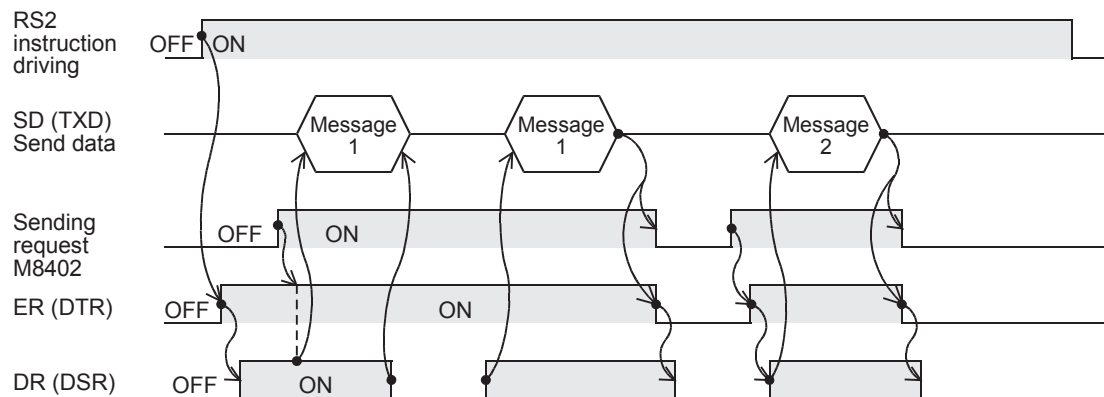 RS2
instruction
driving
OFF
ON
SD (TXD)
Send data
Message
1
Message
1
Message
2
Sending
request
M8402
OFF
ON
ER (DTR)
OFF
ON
DR (DSR)
OFF
ON